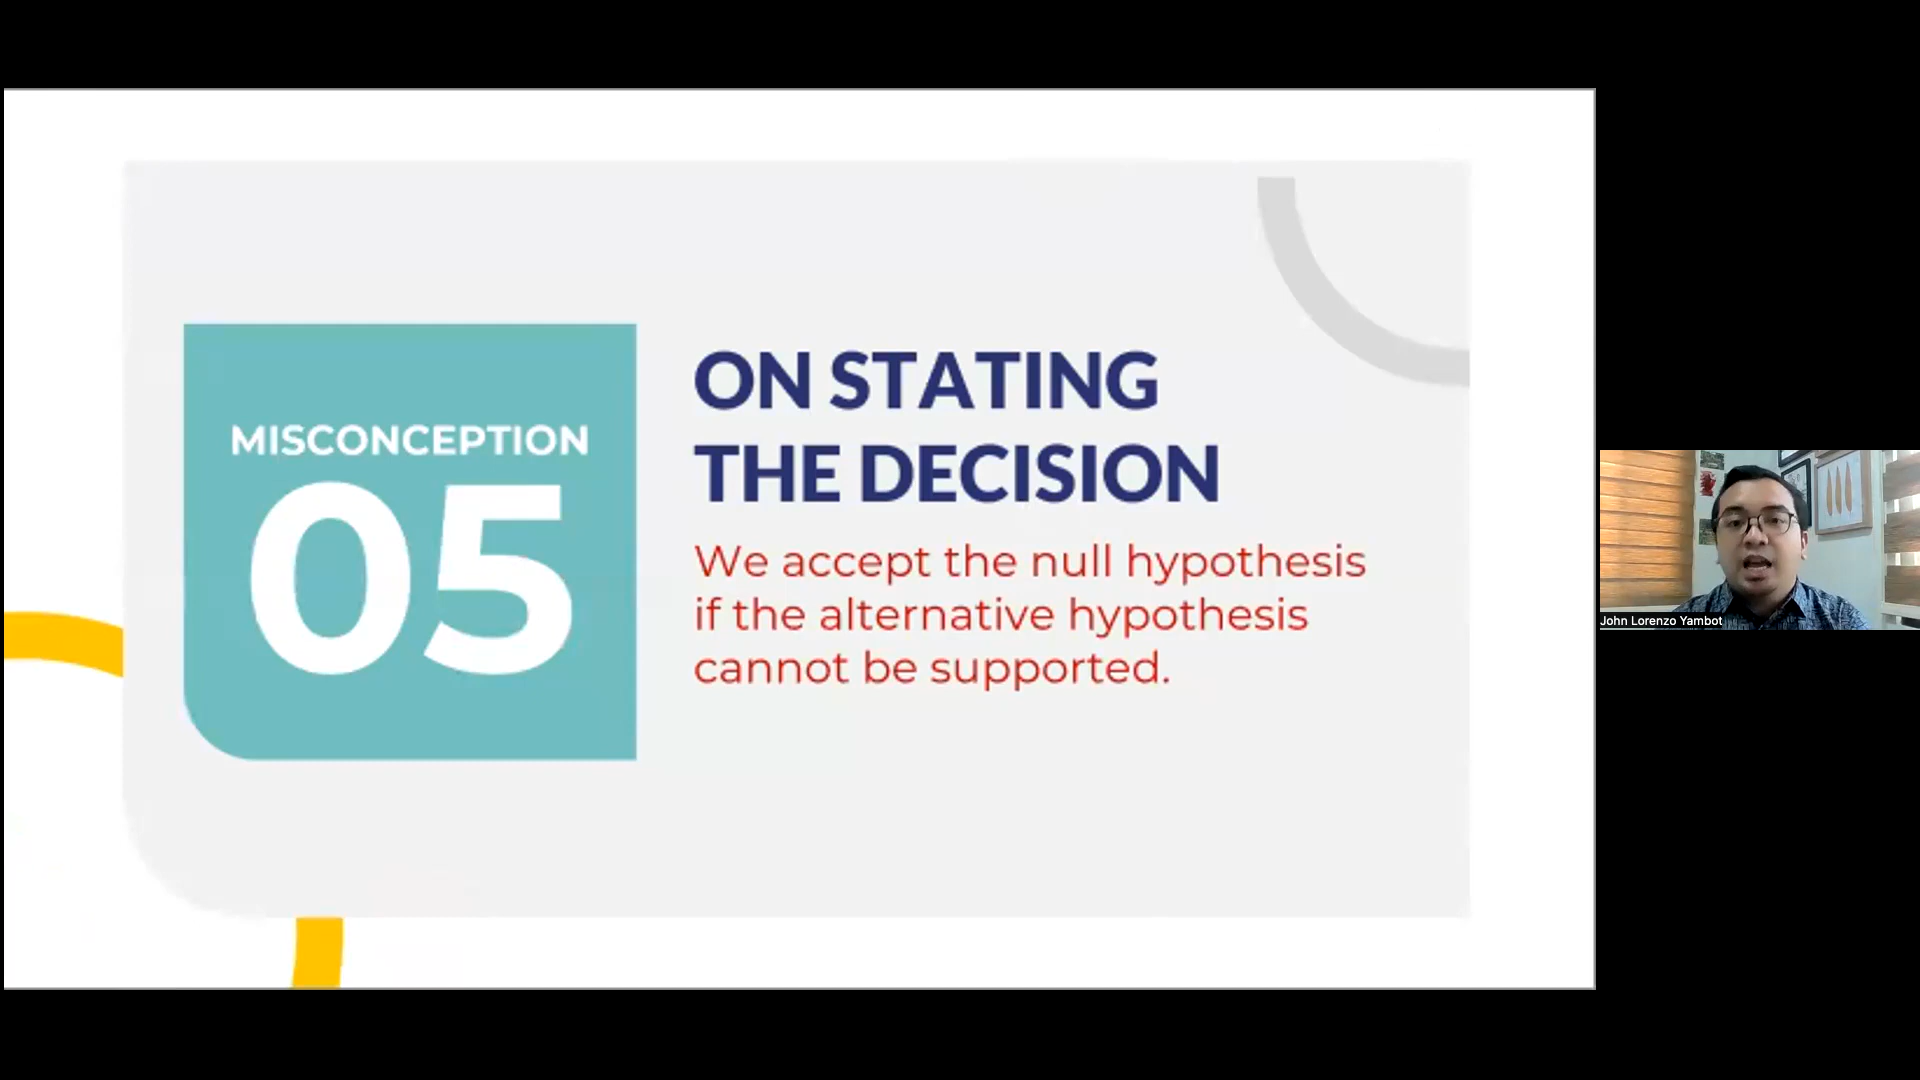 MISCONCEPTION
05
ON STATING
THE DECISION
We accept the null hypothesis
if the alternative hypothesis
cannot be supported.
John Lorenzo Yambot